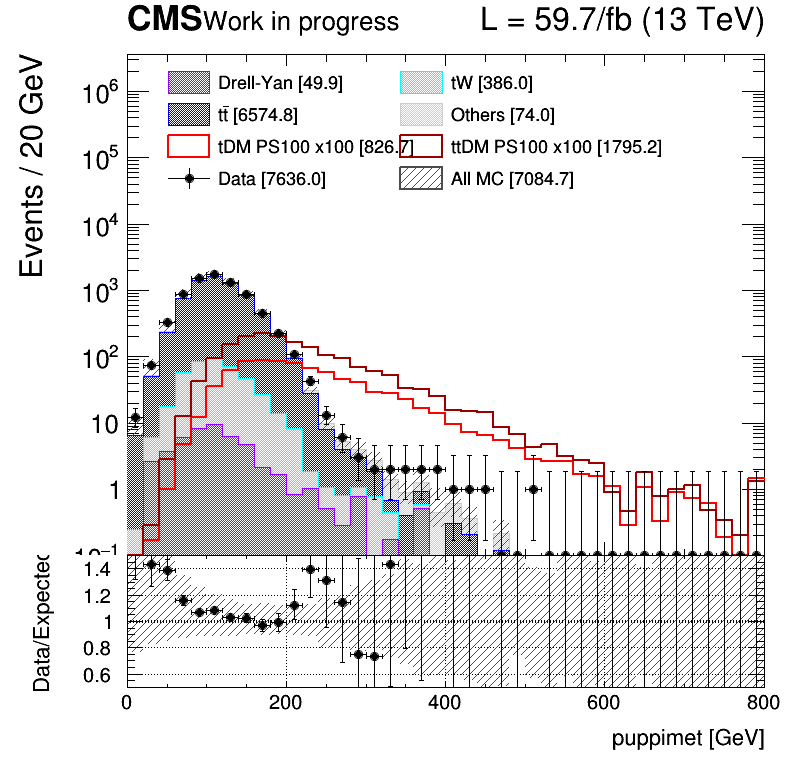 CMS Work in progress L = 59.7/fb (13 TeV)
Events / 20 GeV
Drell-Yan [49.9] tW [386.0]
tt̄ [6574.8] Others [74.0]
tDM PS100 x100 [826.7] ttDM PS100 x100 [1795.2]
Data [7636.0] All MC [7084.7]
10⁶
10⁵
10⁴
10³
10²
10
1
10⁻¹
Data/Expected
1.4
1.2
1
0.8
0.6
0 200 400 600 800
puppimet [GeV]